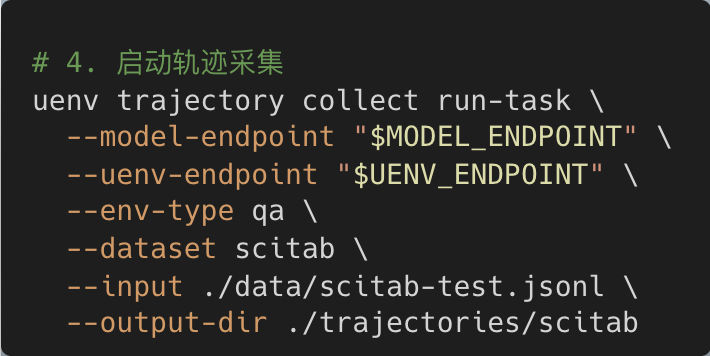 # 4. 启动轨迹采集
uenv trajectory collect run-task \
  --model-endpoint "$MODEL_ENDPOINT" \
  --uenv-endpoint "$UENV_ENDPOINT" \
  --env-type qa \
  --dataset scitab \
  --input ./data/scitab-test.jsonl \
  --output-dir ./trajectories/scitab